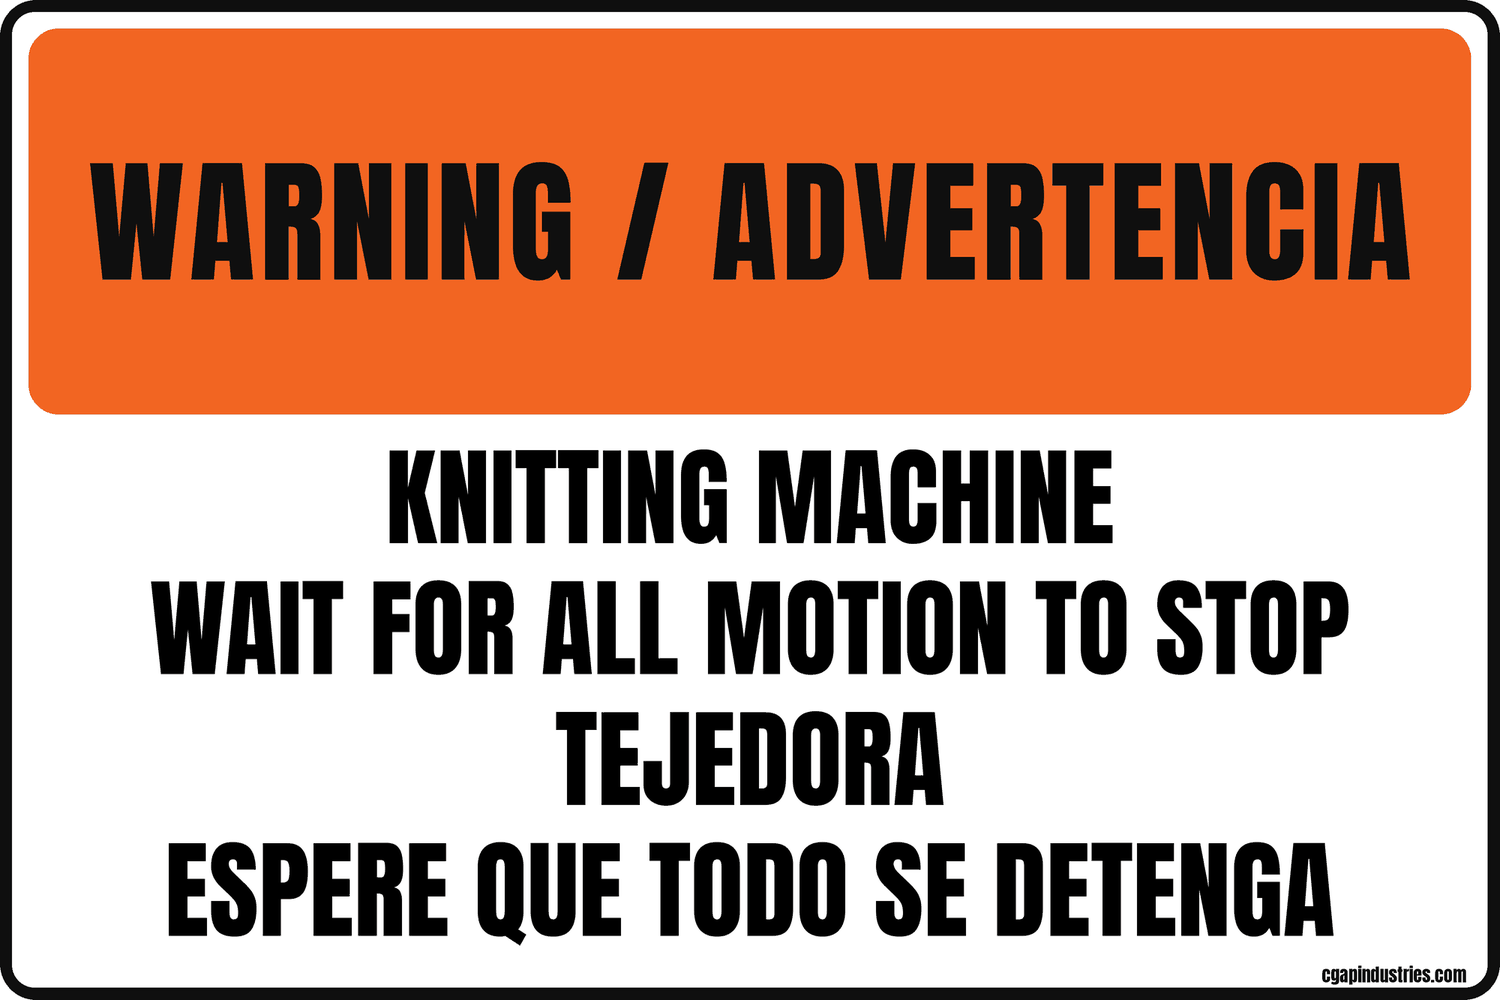 WARNING / ADVERTENCIA
KNITTING MACHINE
WAIT FOR ALL MOTION TO STOP
TEJEDORA
ESPERE QUE TODO SE DETENGA
cgapindustries.com